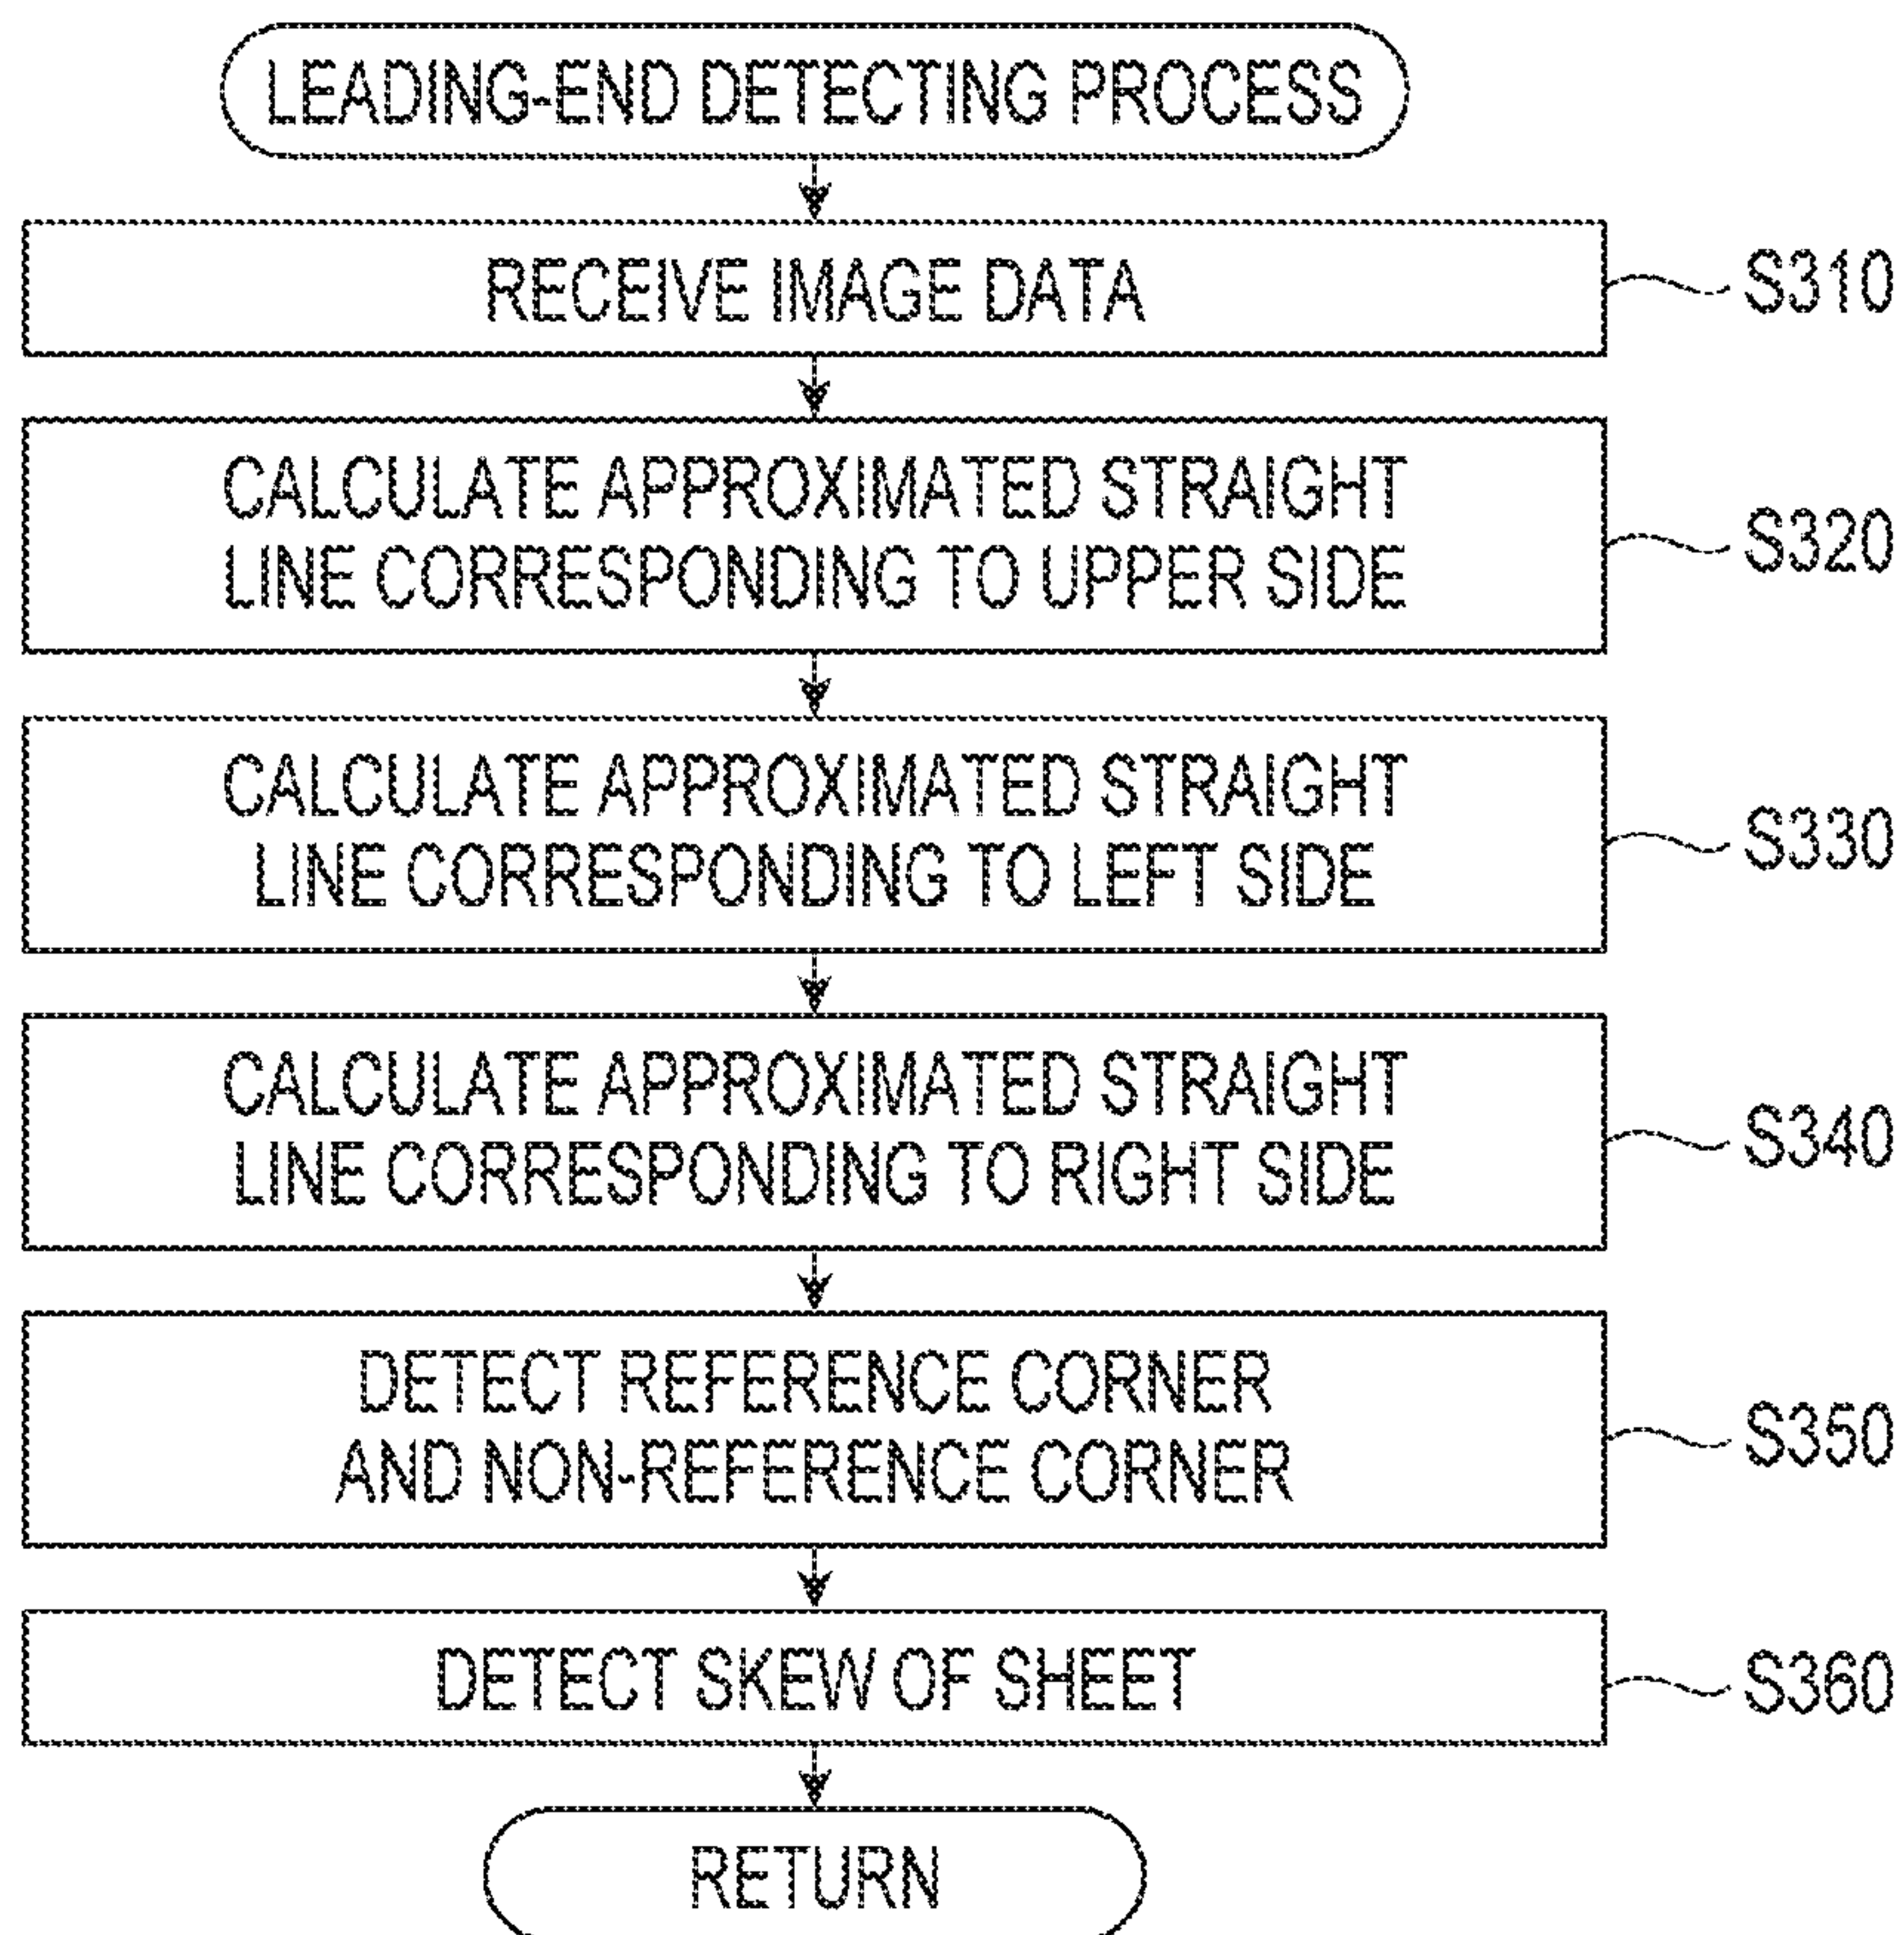 LEADING-END DETECTING PROCESS
RECEIVE IMAGE DATA
S310
CALCULATE APPROXIMATED STRAIGHT
LINE CORRESPONDING TO UPPER SIDE
S320
CALCULATE APPROXIMATED STRAIGHT
LINE CORRESPONDING TO LEFT SIDE
S330
CALCULATE APPROXIMATED STRAIGHT
LINE CORRESPONDING TO RIGHT SIDE
S340
DETECT REFERENCE CORNER
AND NON-REFERENCE CORNER
S350
DETECT SKEW OF SHEET
S360
RETURN